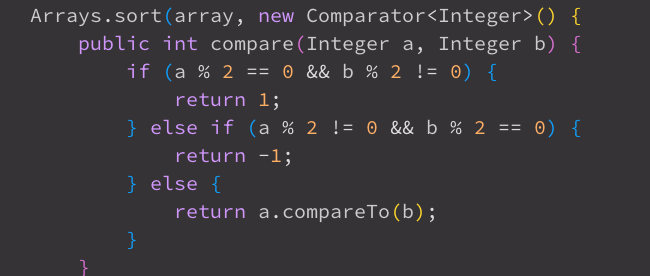 Arrays.sort(array, new Comparator<Integer>() {
public int compare(Integer a, Integer b) {
if (a % 2 == 0 && b % 2 != 0) {
return 1;
} else if (a % 2 != 0 && b % 2 == 0) {
return -1;
} else {
return a.compareTo(b);
}
}